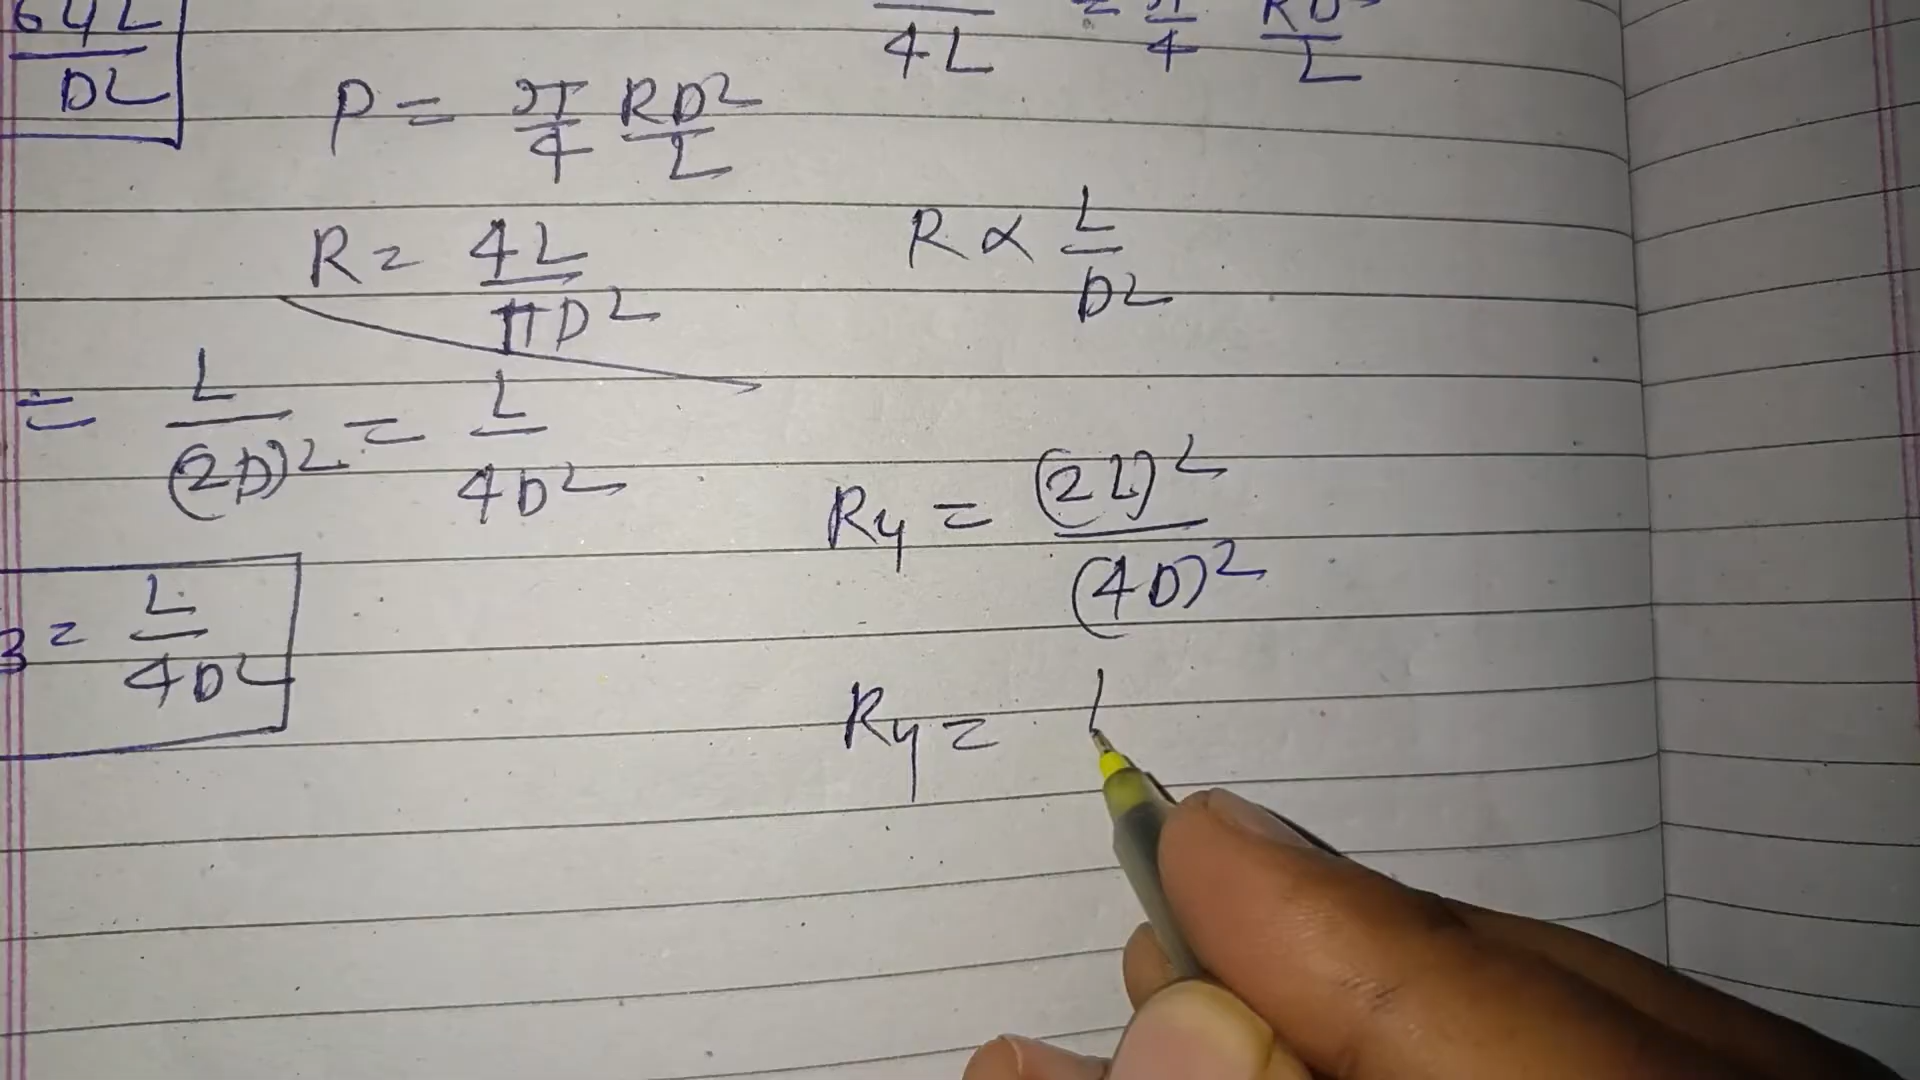 64L
/ DL
/4L = π/4 RD²/L
P = π/4 RD²/L
R = 4L/πD²
R ∝ L/D²
= L/(2D)² = L/4D²
R4 = (2L)²/(4D)²
3 = L/4D²
R4 =